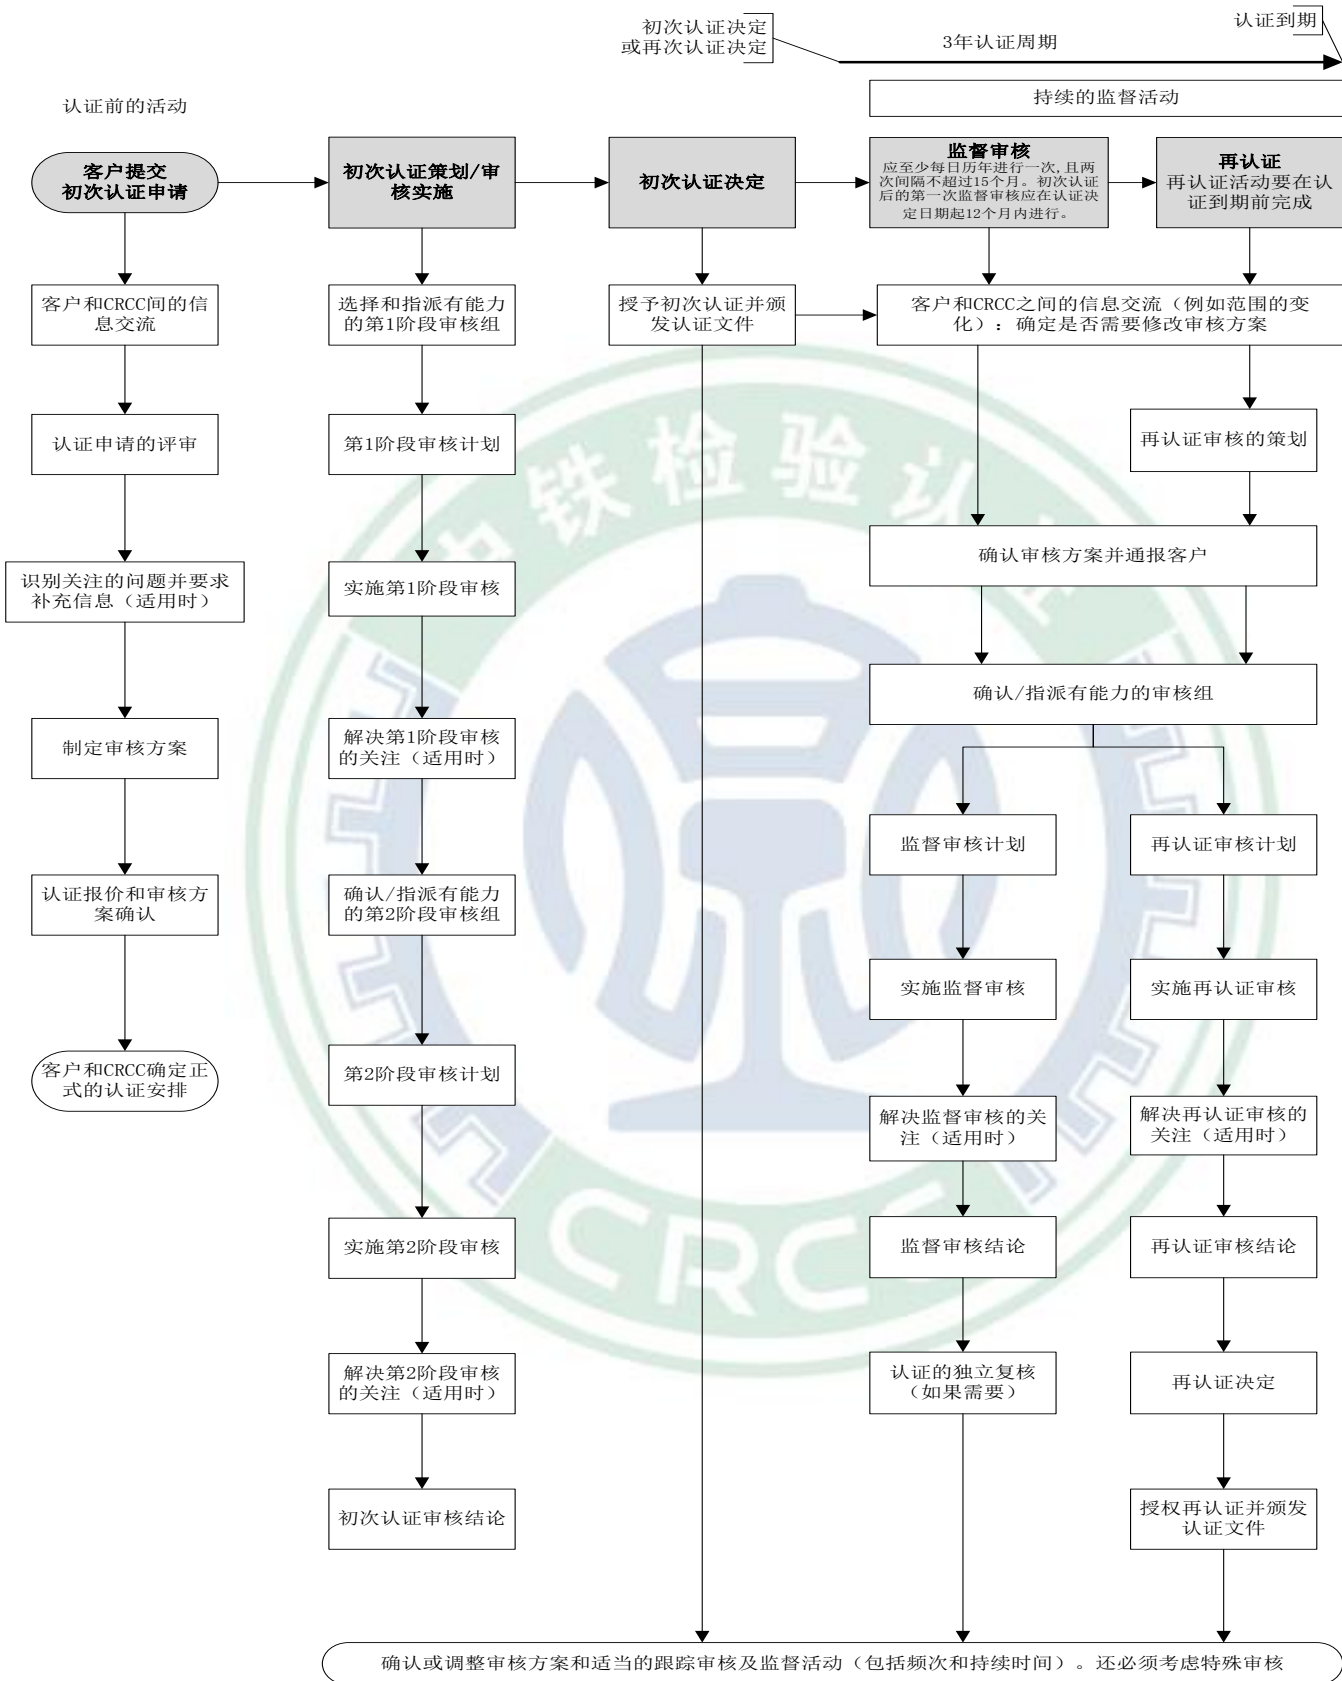 初次认证决定
或再次认证决定
3年认证周期
认证到期
认证前的活动
持续的监督活动
客户提交
初次认证申请
初次认证策划/审
核实施
初次认证决定
监督审核
应至少每日历年进行一次,且两
次间隔不超过15个月。初次认证
后的第一次监督审核应在认证决
定日期起12个月内进行。
再认证
再认证活动要在认
证到期前完成
客户和CRCC间的信
息交流
认证申请的评审
识别关注的问题并要求
补充信息（适用时）
制定审核方案
认证报价和审核方
案确认
客户和CRCC确定正
式的认证安排
选择和指派有能力
的第1阶段审核组
第1阶段审核计划
实施第1阶段审核
解决第1阶段审核
的关注（适用时）
确认/指派有能力
的第2阶段审核组
第2阶段审核计划
实施第2阶段审核
解决第2阶段审核
的关注（适用时）
初次认证审核结论
授予初次认证并颁
发认证文件
客户和CRCC之间的信息交流（例如范围的变
化）：确定是否需要修改审核方案
再认证审核的策划
确认审核方案并通报客户
确认/指派有能力的审核组
监督审核计划
实施监督审核
解决监督审核的关
注（适用时）
监督审核结论
认证的独立复核
（如果需要）
再认证审核计划
实施再认证审核
解决再认证审核的
关注（适用时）
再认证审核结论
再认证决定
授权再认证并颁发
认证文件
确认或调整审核方案和适当的跟踪审核及监督活动（包括频次和持续时间）。还必须考虑特殊审核
中铁检验认证
CRCC